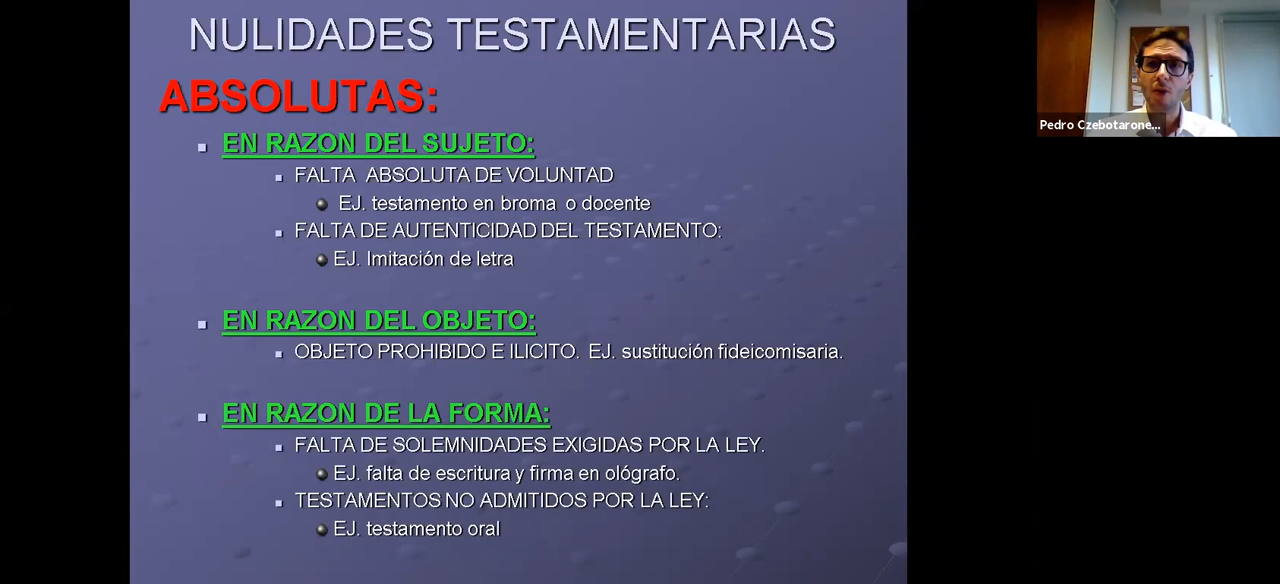 NULIDADES TESTAMENTARIAS
ABSOLUTAS:
EN RAZON DEL SUJETO:
FALTA ABSOLUTA DE VOLUNTAD
EJ. testamento en broma o docente
FALTA DE AUTENTICIDAD DEL TESTAMENTO:
EJ. Imitación de letra
EN RAZON DEL OBJETO:
OBJETO PROHIBIDO E ILICITO. EJ. sustitución fideicomisaria.
EN RAZON DE LA FORMA:
FALTA DE SOLEMNIDADES EXIGIDAS POR LA LEY.
EJ. falta de escritura y firma en ológrafo.
TESTAMENTOS NO ADMITIDOS POR LA LEY:
EJ. testamento oral
Pedro Czebotarone...